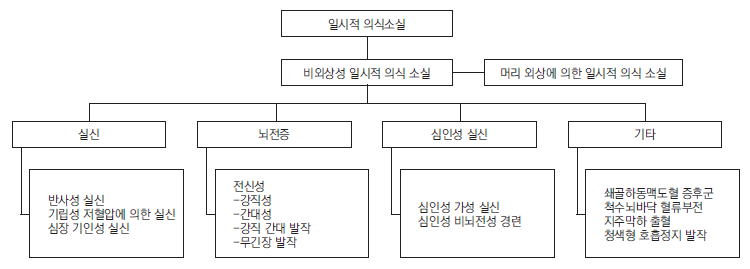 일시적 의식소실
비외상성 일시적 의식 소실
머리 외상에 의한 일시적 의식 소실
실신
뇌전증
심인성 실신
기타
반사성 실신
기립성 저혈압에 의한 실신
심장 기인성 실신
전신성
-강직성
-간대성
-강직 간대 발작
-무긴장 발작
심인성 가성 실신
심인성 비뇌전성 경련
쇄골하동맥도혈 증후군
척수뇌바닥 혈류부전
지주막하 출혈
청색형 호흡정지 발작